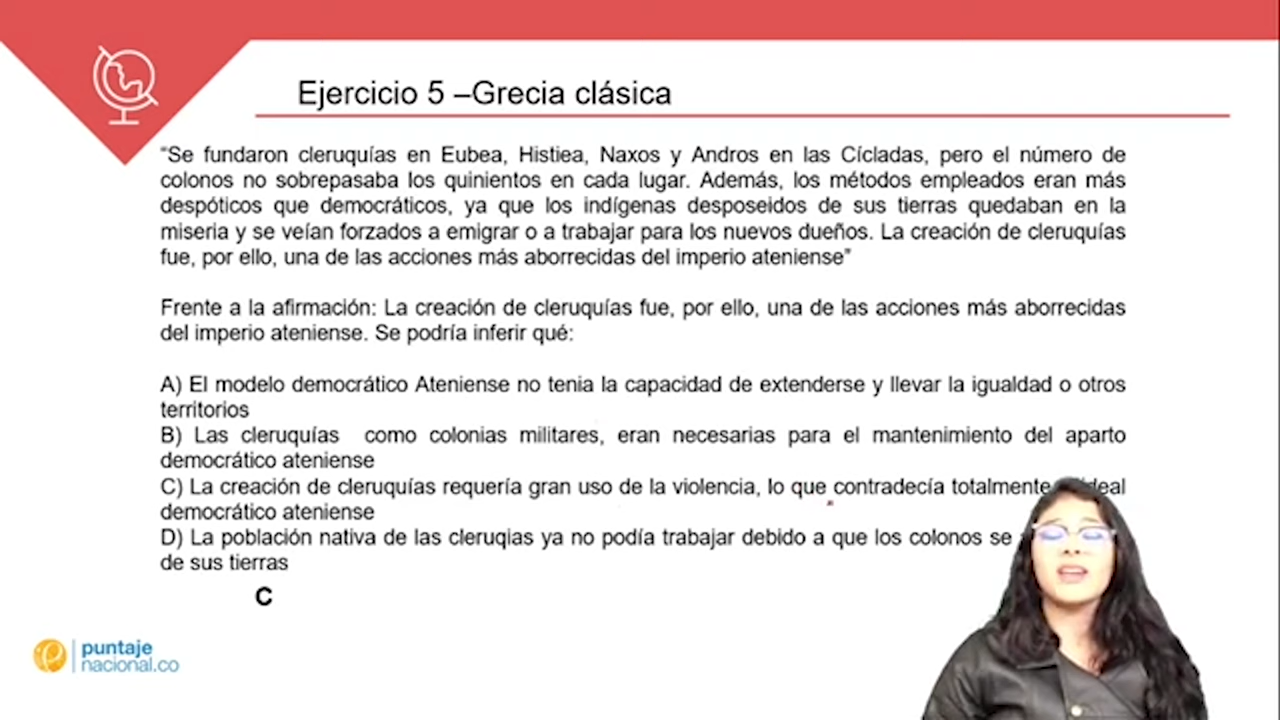 Ejercicio 5 –Grecia clásica
“Se fundaron cleruquías en Eubea, Histiea, Naxos y Andros en las Cícladas, pero el número de
colonos no sobrepasaba los quinientos en cada lugar. Además, los métodos empleados eran más
despóticos que democráticos, ya que los indígenas desposeidos de sus tierras quedaban en la
miseria y se veían forzados a emigrar o a trabajar para los nuevos dueños. La creación de cleruquías
fue, por ello, una de las acciones más aborrecidas del imperio ateniense”
Frente a la afirmación: La creación de cleruquías fue, por ello, una de las acciones más aborrecidas
del imperio ateniense. Se podría inferir qué:
A) El modelo democrático Ateniense no tenia la capacidad de extenderse y llevar la igualdad o otros
territorios
B) Las cleruquías como colonias militares, eran necesarias para el mantenimiento del aparto
democrático ateniense
C) La creación de cleruquías requería gran uso de la violencia, lo que contradecía totalmente ideal
democrático ateniense
D) La población nativa de las cleruqias ya no podía trabajar debido a que los colonos se
de sus tierras
C
puntaje
nacional.co